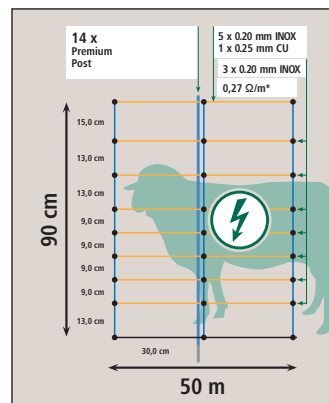 14 x
Premium
Post
5 x 0.20 mm INOX
1 x 0.25 mm CU
3 x 0.20 mm INOX
0,27 Ω/m*
15,0 cm
13,0 cm
13,0 cm
9,0 cm
9,0 cm
9,0 cm
9,0 cm
13,0 cm
90 cm
30,0 cm
50 m